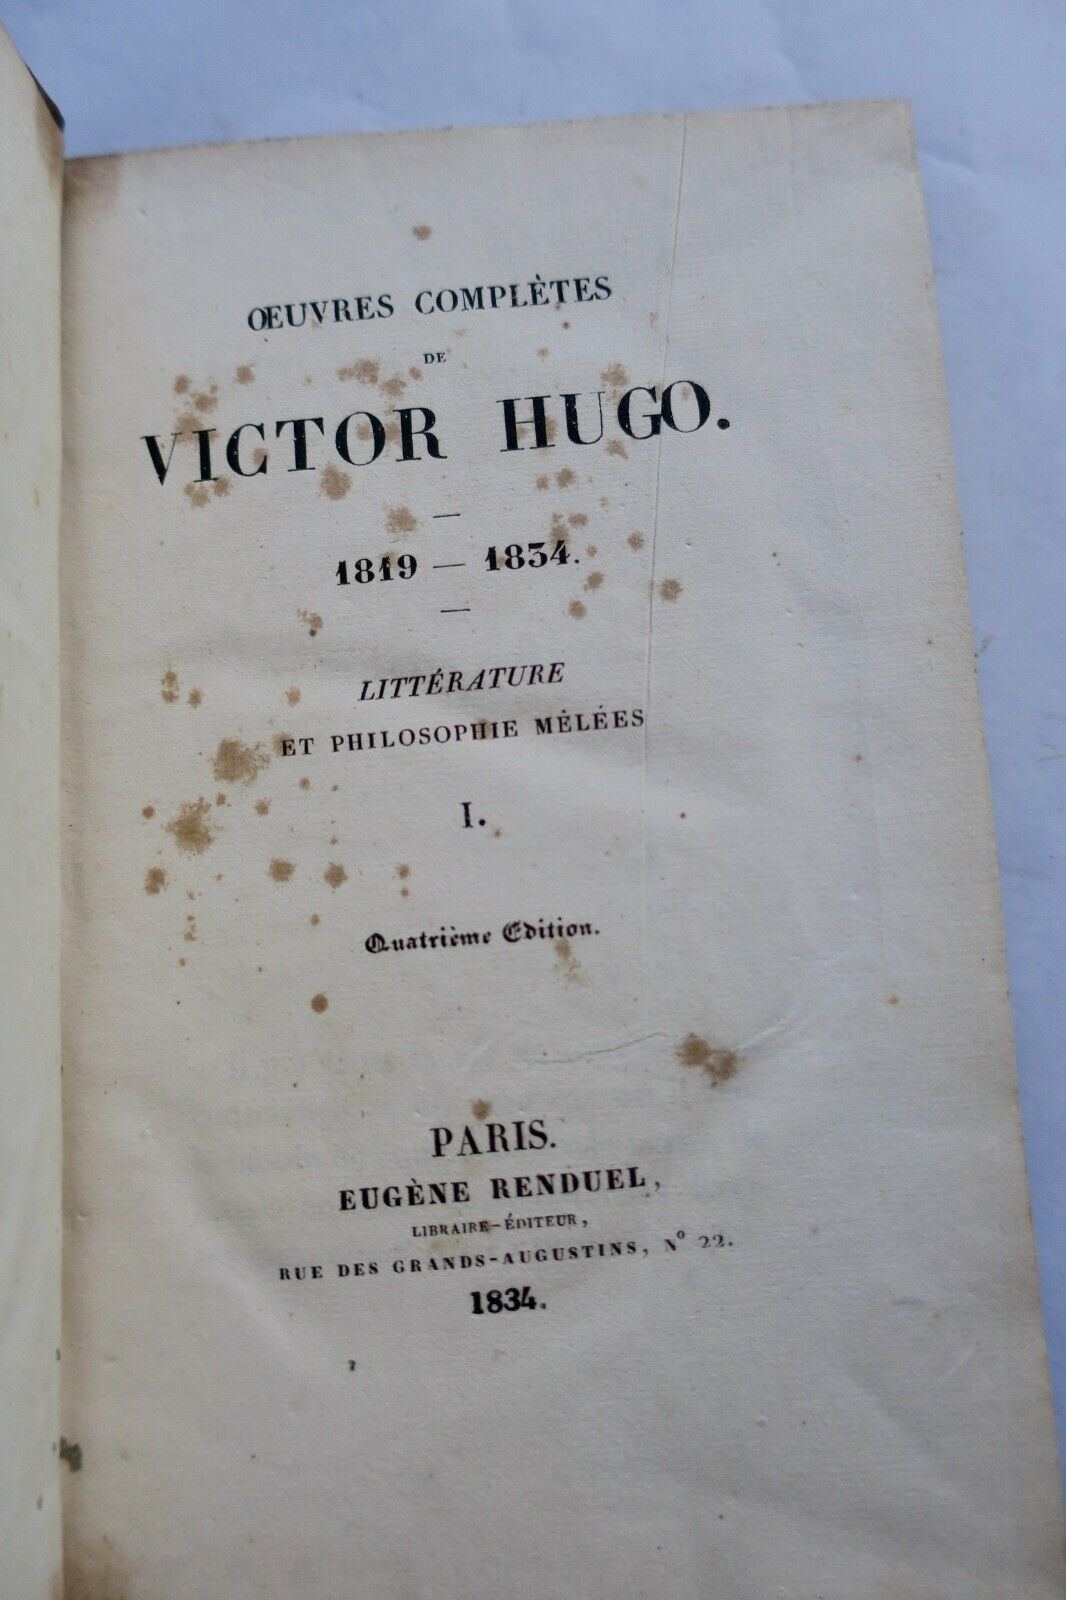 ŒUVRES COMPLÈTES
DE
VICTOR HUGO.
1819 — 1834.
LITTÉRATURE
ET PHILOSOPHIE MÊLÉES
I.
Quatrième Edition.
PARIS.
EUGÈNE RENDUEL,
LIBRAIRE-ÉDITEUR,
RUE DES GRANDS-AUGUSTINS, Nº 22.
1834.